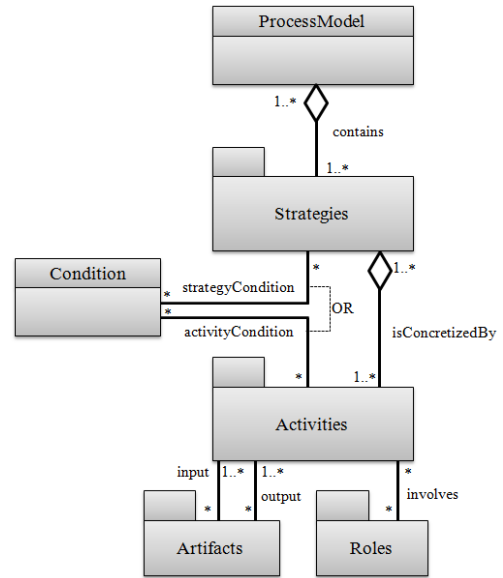 ProcessModel
1..*
contains
1..*
Strategies
Condition
*
strategyCondition
*
1..*
*
OR
activityCondition
isConcretizedBy
*
1..*
Activities
input
1..*
1..*
*
output
involves
*
*
*
Artifacts
Roles